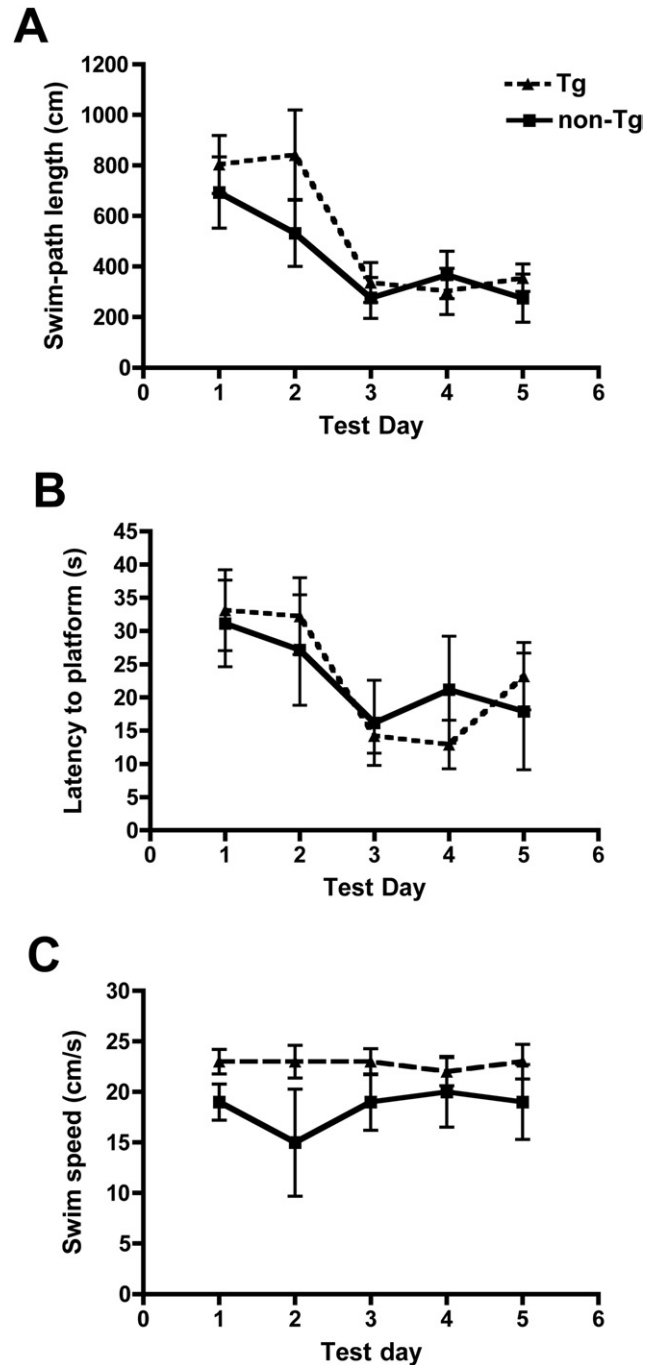 A
Swim-path length (cm)
1200
1000
800
600
400
200
0
Tg
non-Tg
0 1 2 3 4 5 6
Test Day
B
Latency to platform (s)
45
40
35
30
25
20
15
10
5
0
0 1 2 3 4 5 6
Test Day
C
Swim speed (cm/s)
30
25
20
15
10
5
0
0 1 2 3 4 5 6
Test day